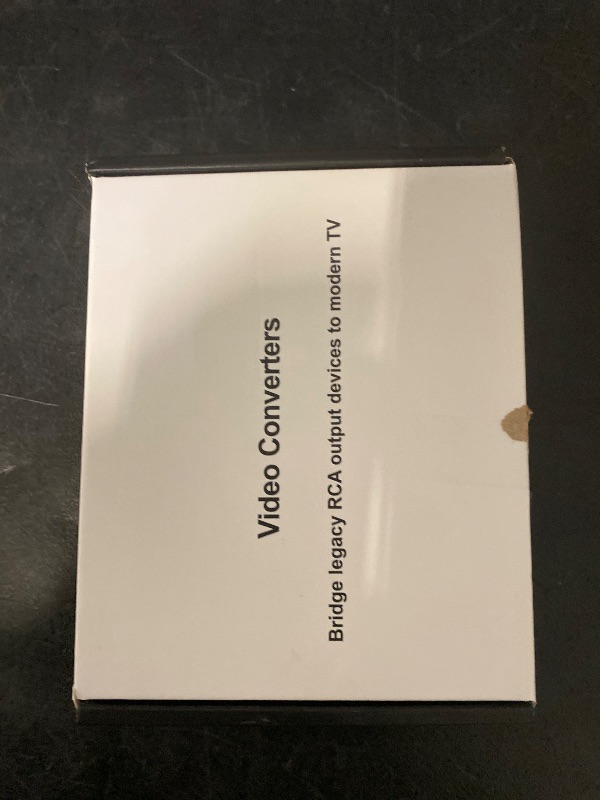 Video Converters
Bridge legacy RCA output devices to modern TV